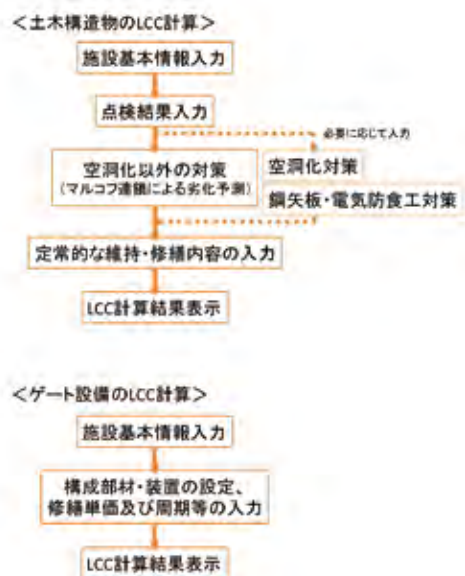 ＜土木構造物のLCC計算＞
施設基本情報入力
点検結果入力
必要に応じて入力
空洞化以外の対策
(マルコフ連鎖による劣化予測)
空洞化対策
鋼矢板・電気防食工対策
定常的な維持・修繕内容の入力
LCC計算結果表示
＜ゲート設備のLCC計算＞
施設基本情報入力
構成部材・装置の設定、
修繕単価及び周期等の入力
LCC計算結果表示